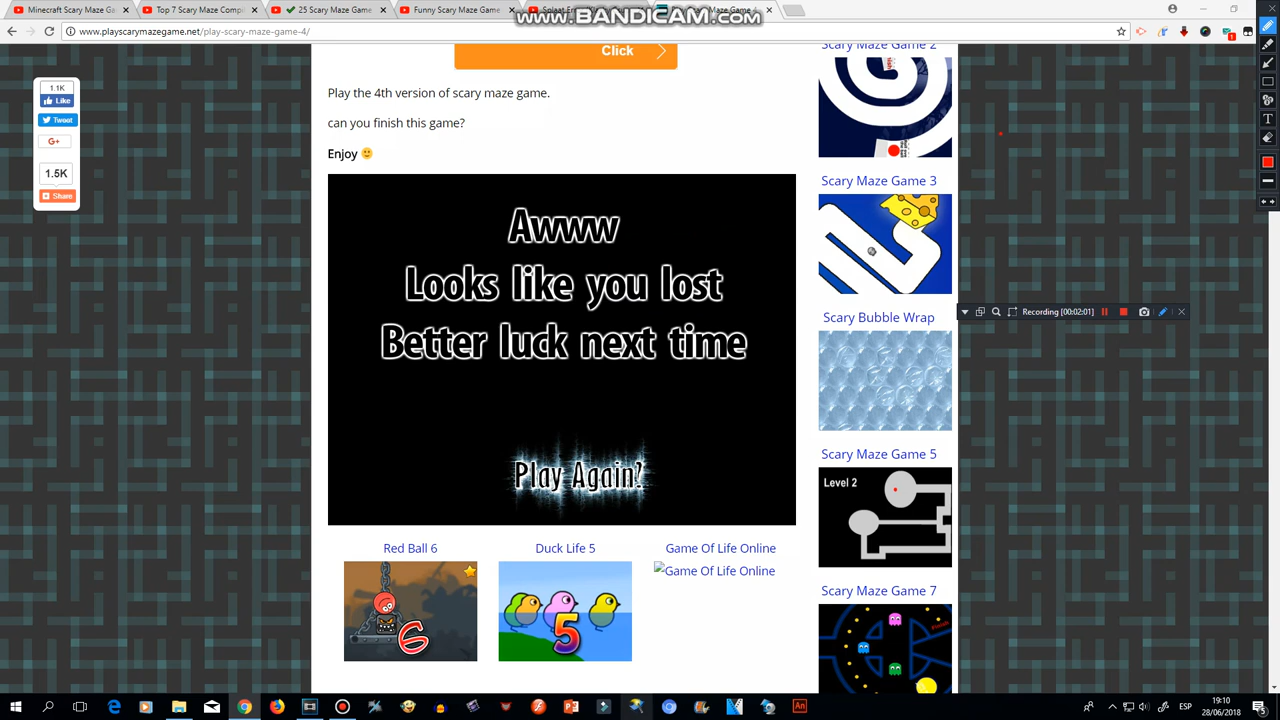 Minecraft Scary Maze Ga
Top 7 Scary Maze Compil
25 Scary Maze Game
Funny Scary Maze Game
www.BANDICAM.com
www.playscarymazegame.net/play-scary-maze-game-4/
1.1K
Like
Tweet
G+
1.5K
Share
Click
Play the 4th version of scary maze game.
can you finish this game?
Enjoy
Awww
Looks like you lost
Better luck next time
Play Again?
Red Ball 6
Duck Life 5
Game Of Life Online
6
5
Game Of Life Online
Scary Maze Game 2
Scary Maze Game 3
Scary Bubble Wrap
Scary Maze Game 5
Level 2
Scary Maze Game 7
Finish
Recording [00:02:01]
T
ESP
19:10
28/06/2018
An